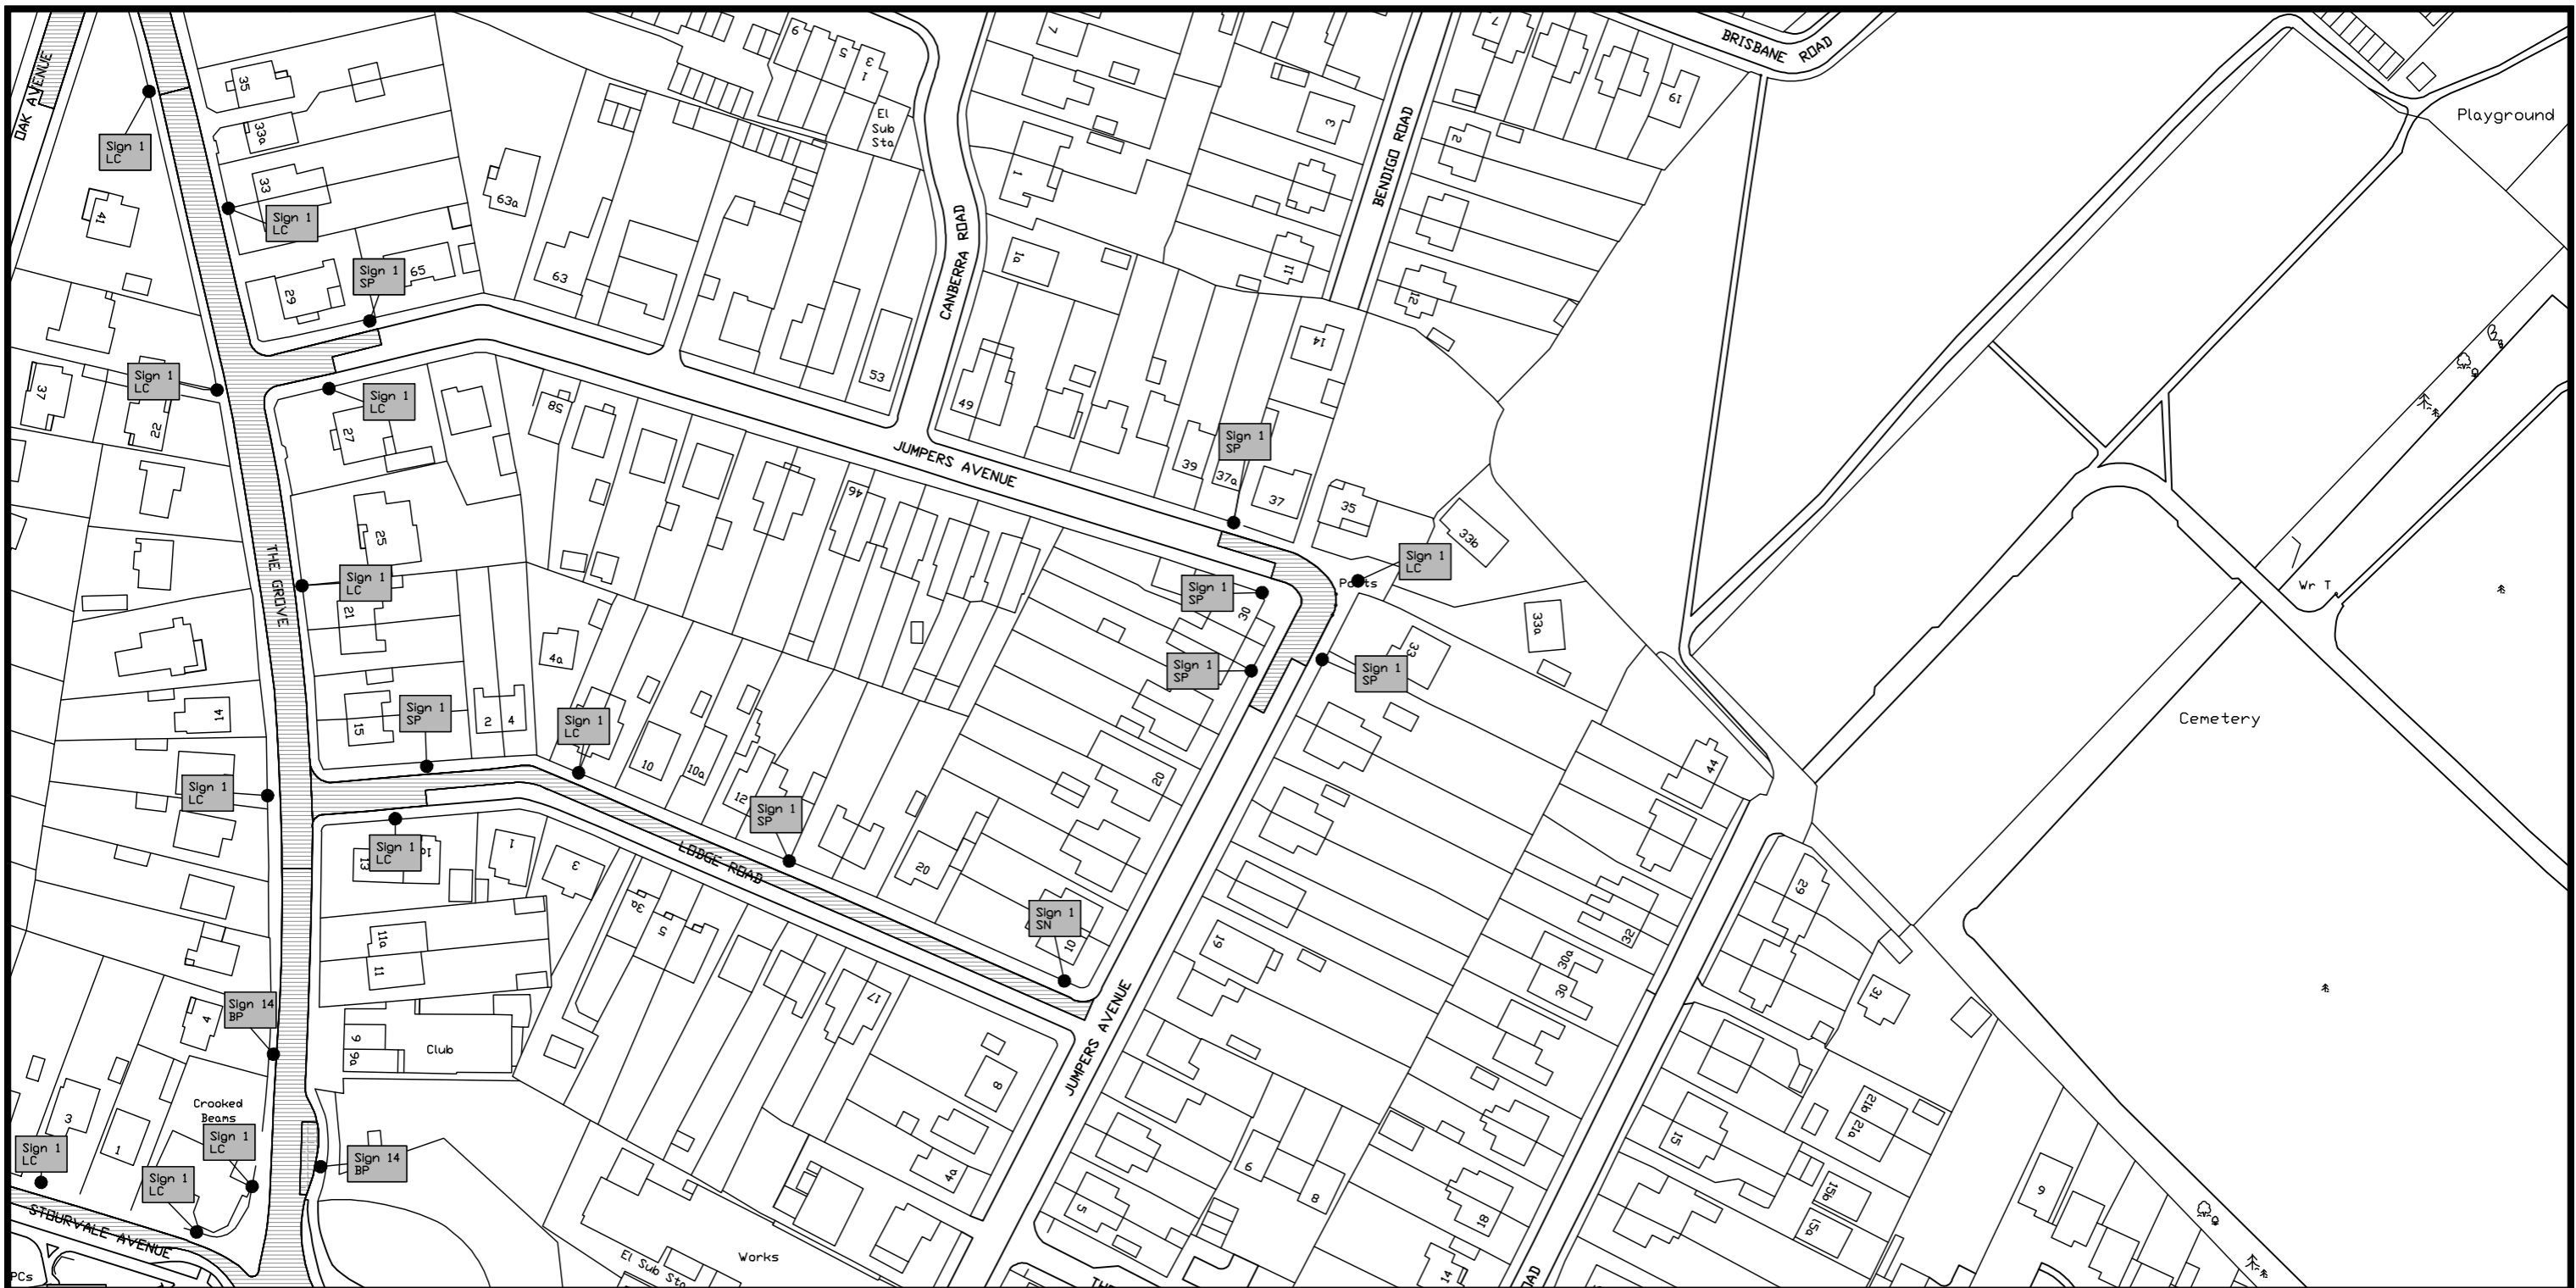 OAK AVENUE
BRISBANE ROAD
Playground
35
33a
33
Sign 1
LC
41
Sign 1
LC
63a
63
Sign 1
SP
65
29
9
5
3
1
El
Sub
Sta
CANBERRA ROAD
53
7
1
1a
49
3
11
BENDIGO ROAD
7
19
2
12
14
37
Sign 1
LC
22
Sign 1
LC
27
58
46
JUMPERS AVENUE
39
37a
Sign 1
SP
37
35
33b
Sign 1
LC
Posts
25
THE GROVE
Sign 1
LC
21
4a
Sign 1
SP
30
Sign 1
SP
Sign 1
SP
33
33a
Wr T
Cemetery
14
15
Sign 1
SP
2
4
Sign 1
LC
10
10a
12
Sign 1
SP
20
20
44
Sign 1
LC
Sign 1
LC
13
1a
1
3
LODGE ROAD
3a
5
11a
11
Sign 1
SN
10
17
19
32
30a
30
29
31
Sign 14
BP
4
9
9a
Club
8
JUMPERS AVENUE
Crooked
Beams
Sign 1
LC
3
1
Sign 1
LC
Sign 1
LC
Sign 14
BP
STOURVALE AVENUE
PCs
4a
El Sub Sta
Works
5
6
8
18
14
15
21b
21a
15b
15a
9